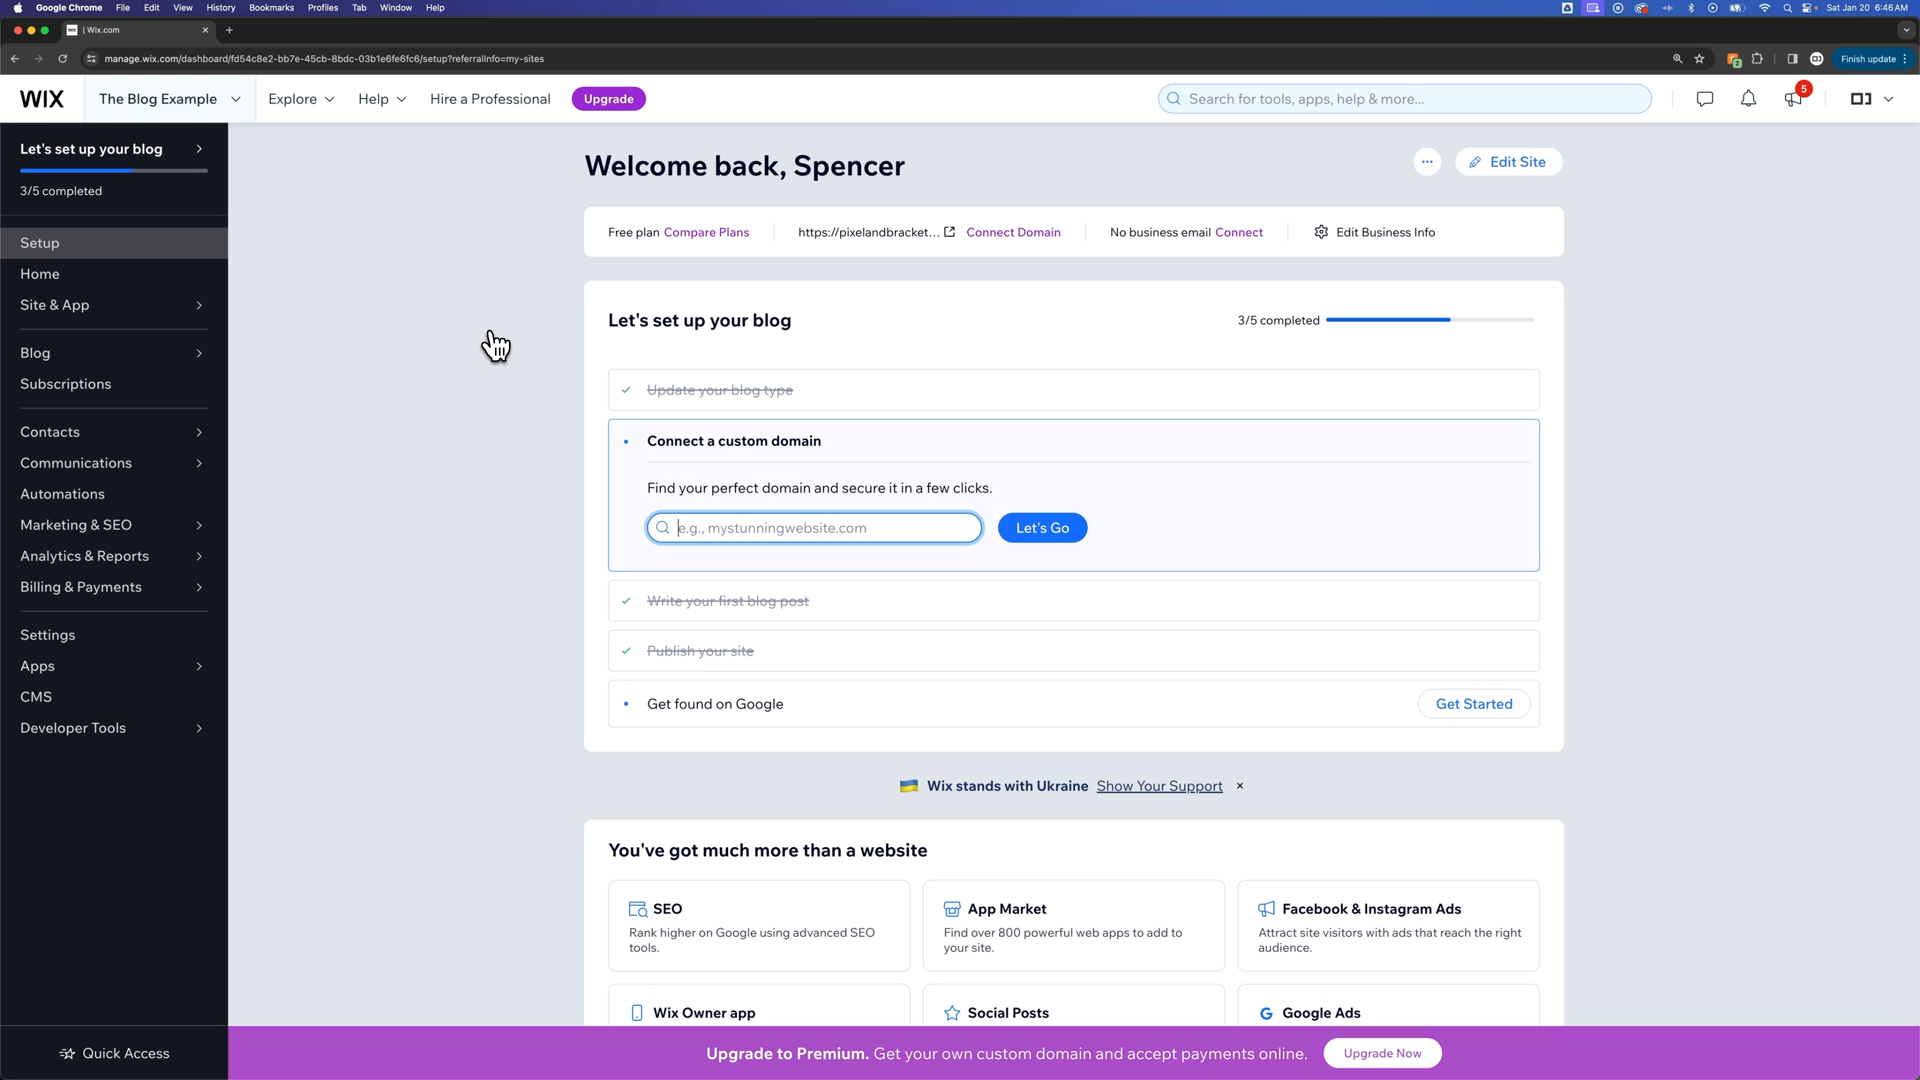 Google Chrome File Edit View History Bookmarks Profiles Tab Window Help
Sat Jan 20 6:46 AM
| Wix.com
manage.wix.com/dashboard/fd54c8e2-bb7e-45cb-8bdc-03b1e6fe6fc6/setup?referralInfo=my-sites
Finish update
WIX
The Blog Example
Explore
Help
Hire a Professional
Upgrade
Search for tools, apps, help & more...
5
Let's set up your blog
3/5 completed
Setup
Home
Site & App
Blog
Subscriptions
Contacts
Communications
Automations
Marketing & SEO
Analytics & Reports
Billing & Payments
Settings
Apps
CMS
Developer Tools
Quick Access
Welcome back, Spencer
Edit Site
Free plan Compare Plans
https://pixelandbracket... Connect Domain
No business email Connect
Edit Business Info
Let's set up your blog
3/5 completed
Update your blog type
Connect a custom domain
Find your perfect domain and secure it in a few clicks.
e.g., mystunningwebsite.com
Let's Go
Write your first blog post
Publish your site
Get found on Google
Get Started
Wix stands with Ukraine Show Your Support
You've got much more than a website
SEO
Rank higher on Google using advanced SEO
tools.
App Market
Find over 800 powerful web apps to add to
your site.
Facebook & Instagram Ads
Attract site visitors with ads that reach the right
audience.
Wix Owner app
Social Posts
Google Ads
Upgrade to Premium. Get your own custom domain and accept payments online.
Upgrade Now